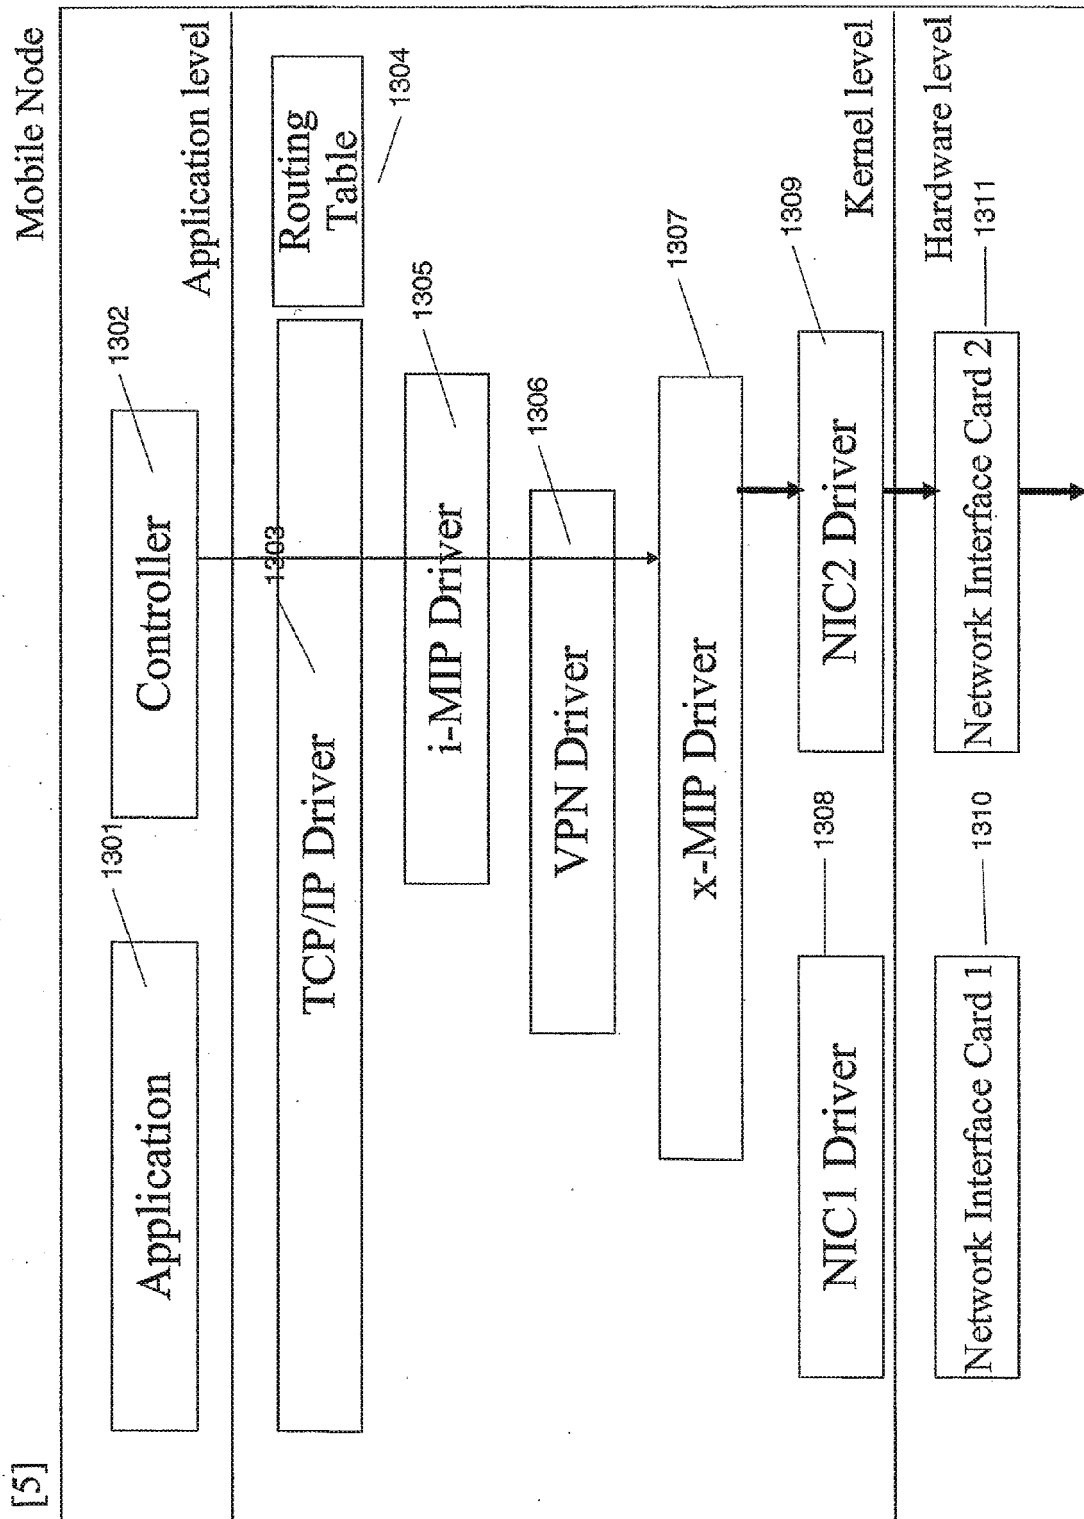 [5]
Mobile Node
Application level
1301
Application
1302
Controller
1303
TCP/IP Driver
Routing
Table
1304
1305
i-MIP Driver
1306
VPN Driver
1307
x-MIP Driver
1308
NIC1 Driver
1309
NIC2 Driver
Kernel level
Hardware level
1310
Network Interface Card 1
1311
Network Interface Card 2